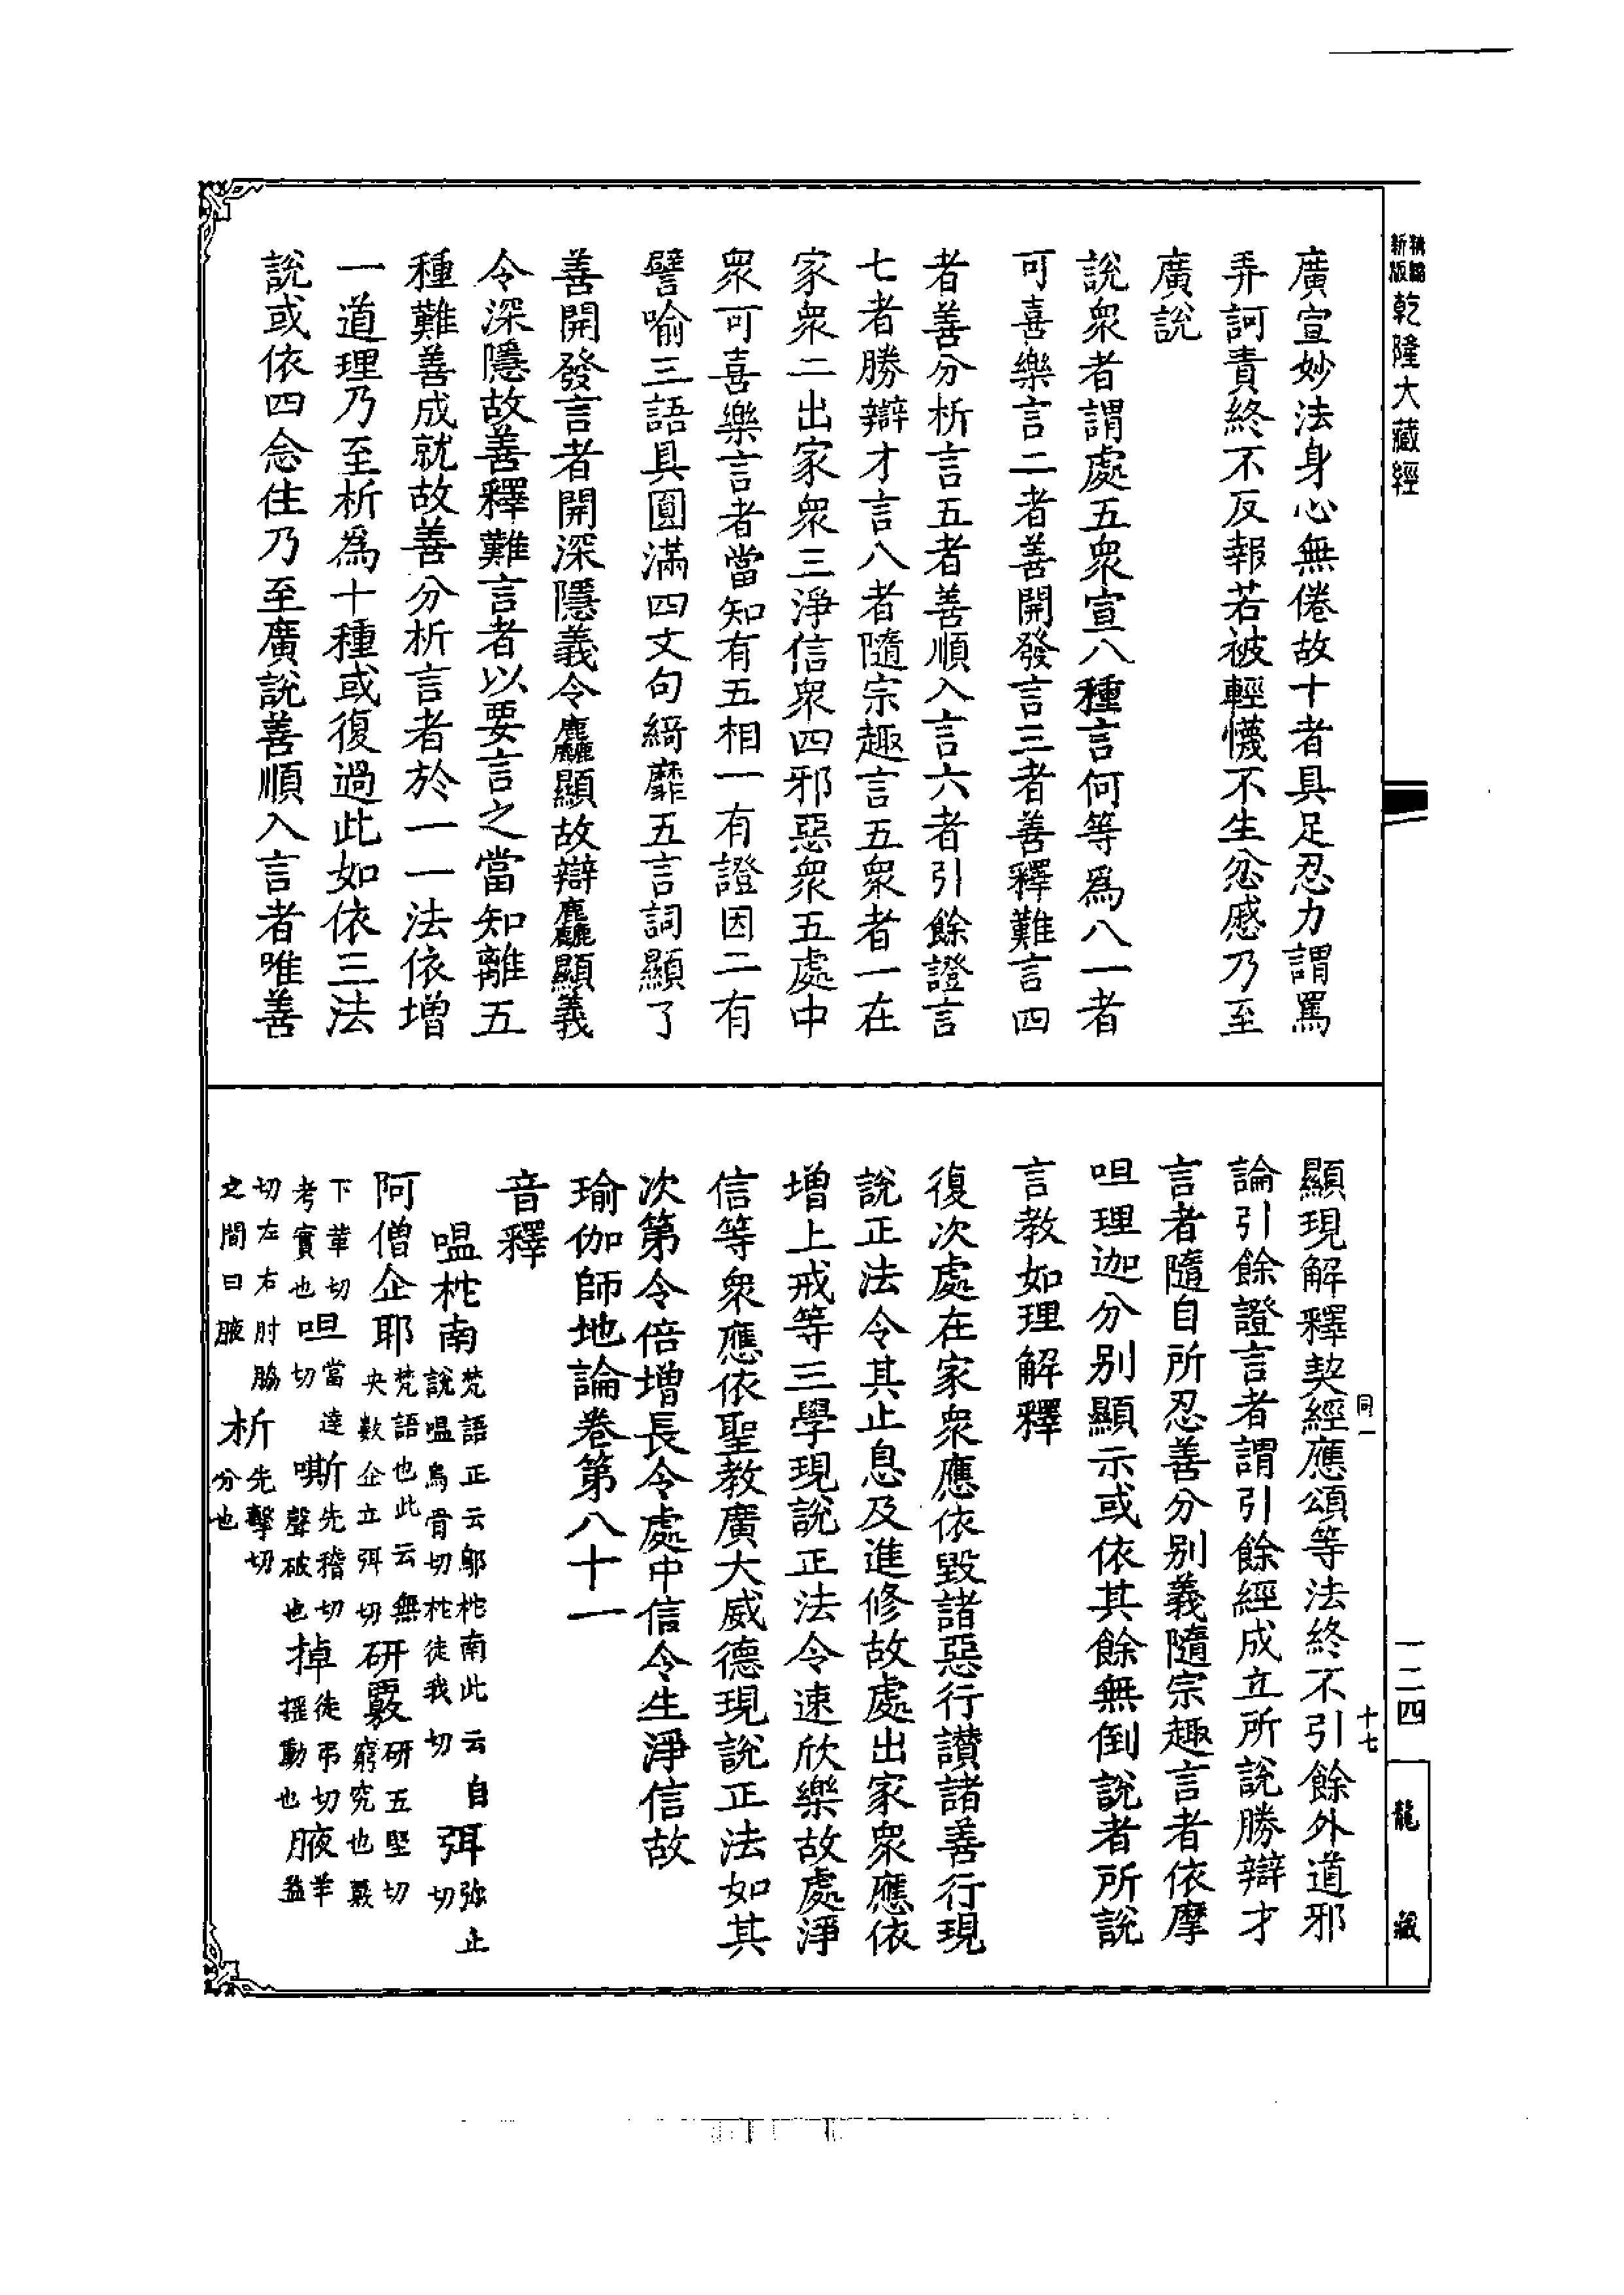 新版
乾隆大藏經
廣宣妙法身心無倦故十者具足忍力謂罵
弄訶責終不反報若被輕懱不生忿慼乃至
廣說
說衆者謂處五衆宣八種言何等爲八一者
可喜樂言二者善開發言三者善釋難言四
者善分析言五者善順入言六者引餘證言
七者勝辯才言八者隨宗趣言五衆者一在
家衆二出家衆三淨信衆四邪惡衆五處中
衆可喜樂言者當知有五相一有證因二有
譬喻三語具圓滿四文句綺靡五言詞顯了
善開發言者開深隱義令麤顯故辯麤顯義
令深隱故善釋難言者以要言之當知離五
種難善成就故善分析言者於一一法依增
一道理乃至析爲十種或復過此如依三法
說或依四念住乃至廣說善順入言者唯善
顯現解釋契經應頌等法終不引餘外道邪
論引餘證言者謂引餘經成立所說勝辯才
言者隨自所忍善分别義隨宗趣言者依摩
呾理迦分别顯示或依其餘無倒說者所說
言教如理解釋
復次處在家衆應依毀諸惡行讚諸善行現
說正法令其止息及進修故處出家衆應依
增上戒等三學現說正法令速欣樂故處淨
信等衆應依聖教廣大威德現說正法如其
次第令倍增長令處中信令生淨信故
瑜伽師地論卷第八十一
音釋
嗢柁南 梵語正云鄔柁南此云自說嗢烏骨切柁徒我切 弭 弥止切
阿僧企耶 梵語也此云無央數企立弭切 研覈 研五堅切窮究也覈
下革切考實也 呾 當達切 嘶 先稽切聲破也 掉 徒弔切搖動也 腋 羊益
切左右肘脇之間曰腋 析 先擊切分也
同一
十七
一二四
龍藏